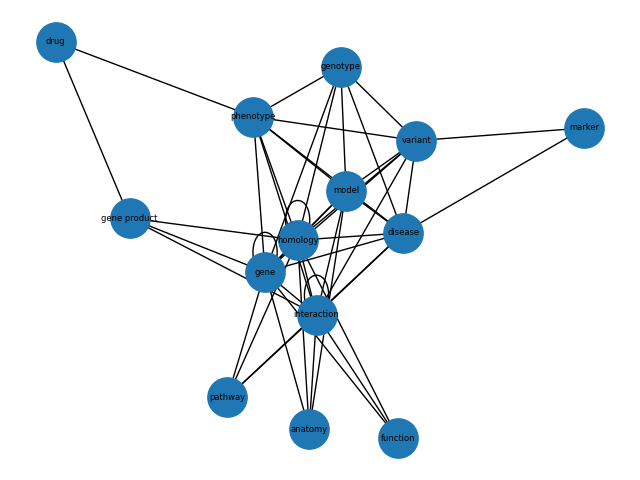 drug
genotype
phenotype
marker
variant
model
gene product
disease
homology
gene
interaction
pathway
anatomy
function